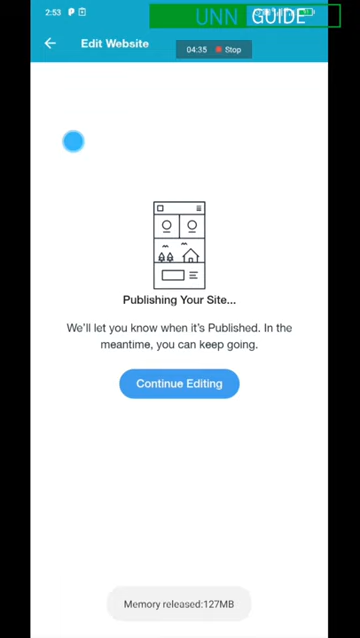 2:53
UNN GUIDE
Edit Website
04:35 Stop
Publishing Your Site...
We'll let you know when it's Published. In the
meantime, you can keep going.
Continue Editing
Memory released:127MB